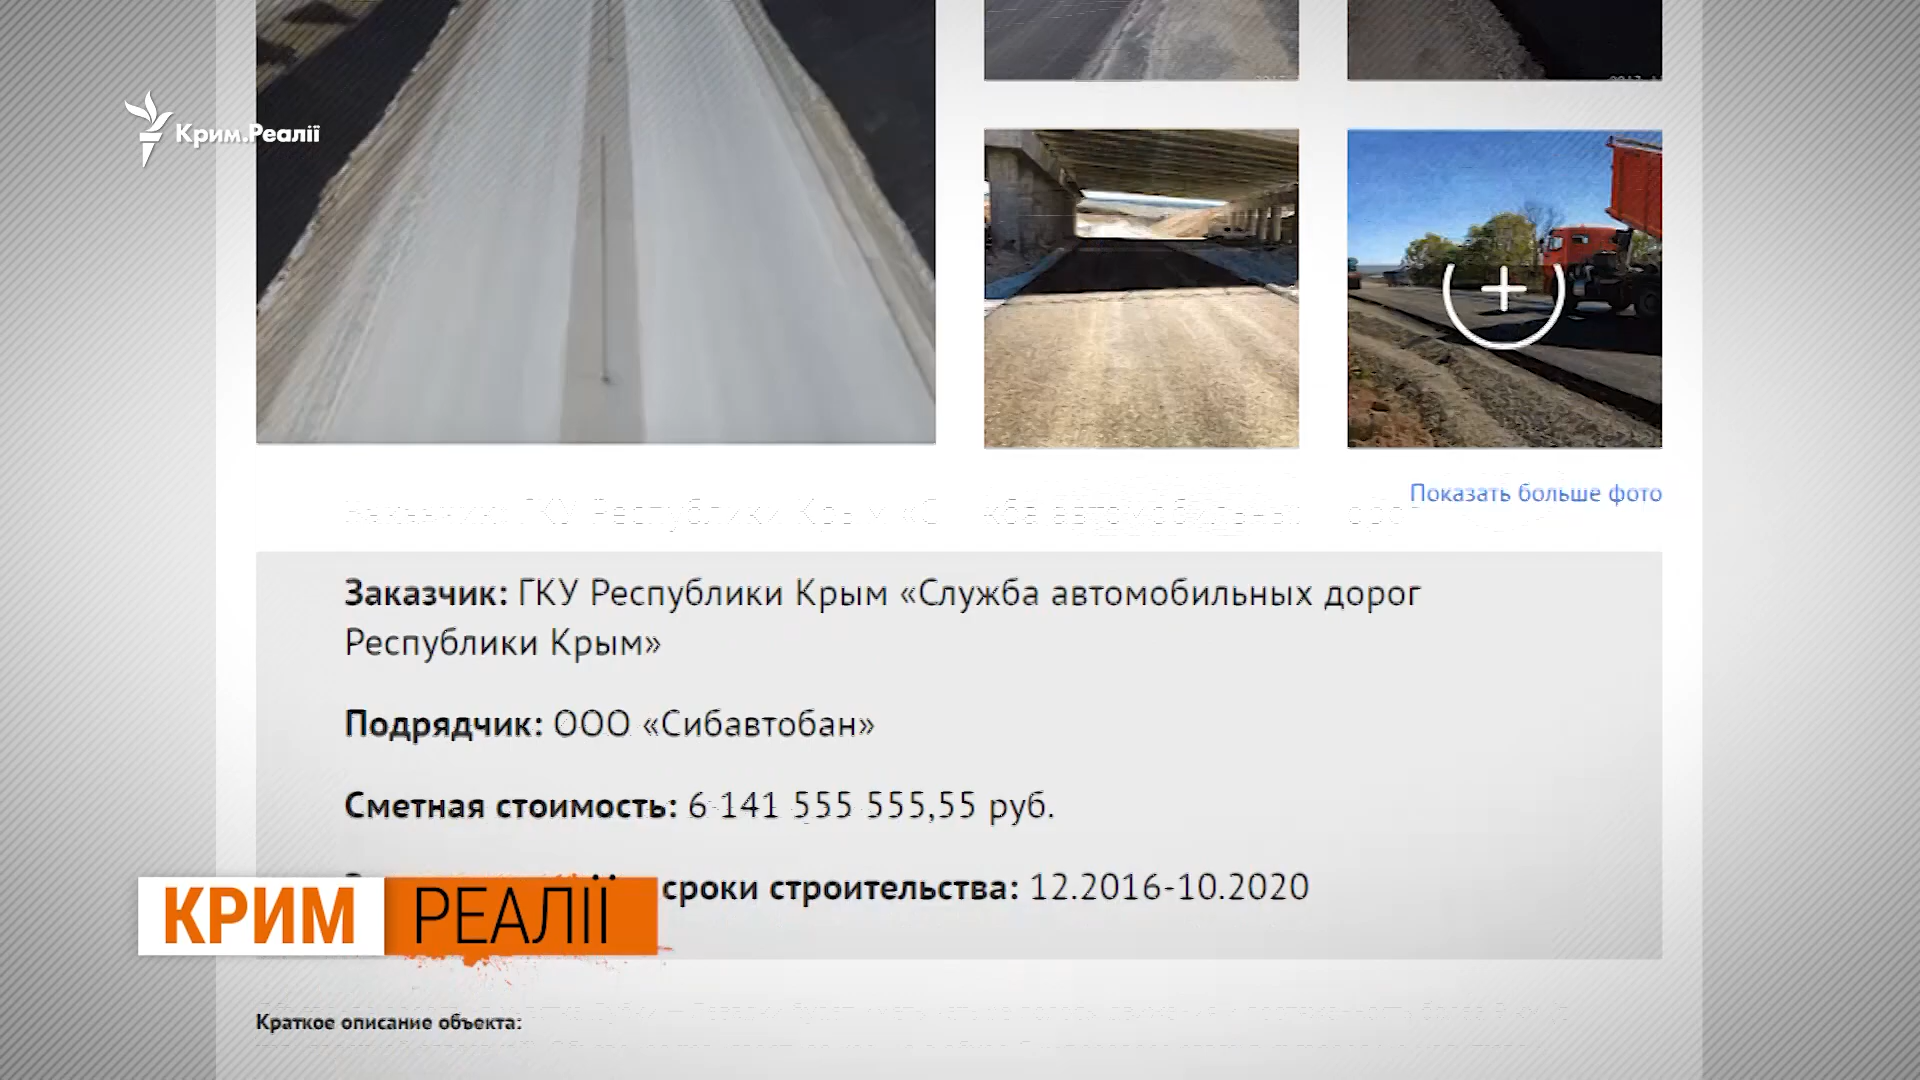 Крим.Реалії
Показать больше фото
Заказчик: ГКУ Республики Крым «Служба автомобильных дорог
Республики Крым»
Подрядчик: ООО «Сибавтобан»
Сметная стоимость: 6 141 555 555,55 руб.
сроки строительства: 12.2016-10.2020
КРИМ РЕАЛІЇ
Краткое описание объекта: